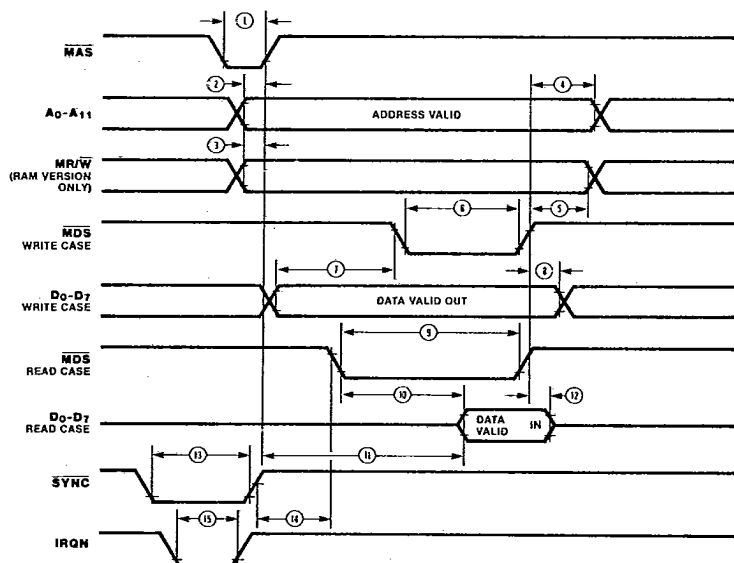 1
MAS
2
4
A0-A11
ADDRESS VALID
3
MR/W
(RAM VERSION
ONLY)
6
5
MDS
WRITE CASE
7
8
D0-D7
WRITE CASE
DATA VALID OUT
9
MDS
READ CASE
10
12
D0-D7
READ CASE
DATA IN
VALID
13
11
SYNC
15
14
IRQN